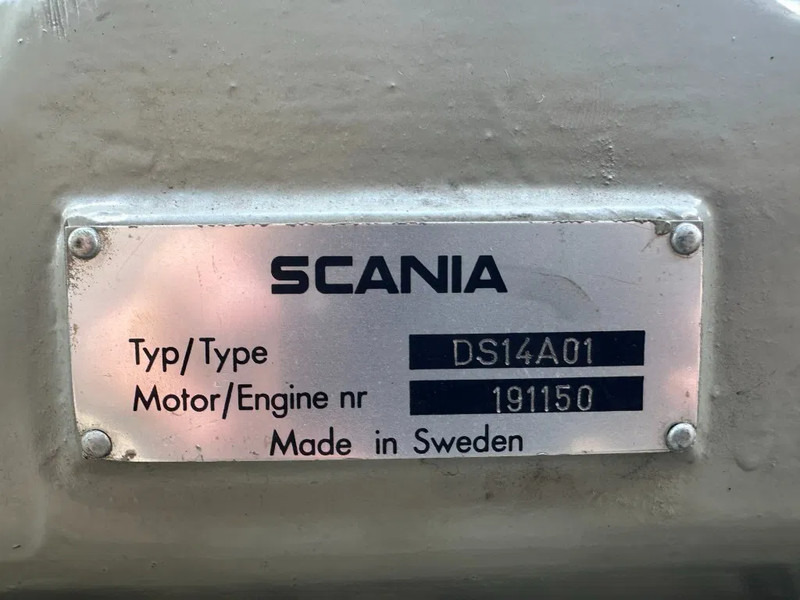 SCANIA
Typ/Type DS14A01
Motor/Engine nr 191150
Made in Sweden